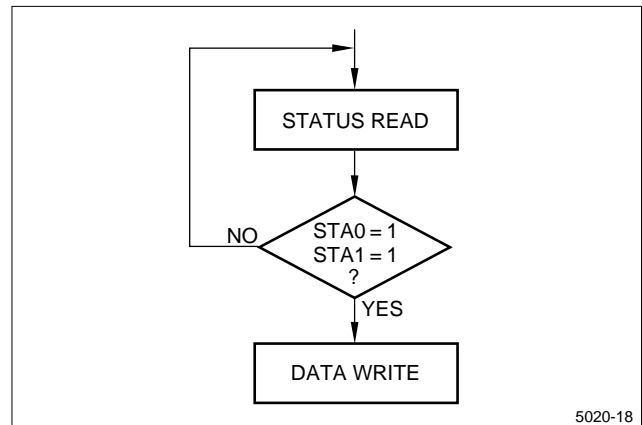 STATUS READ
NO
STA0 = 1
STA1 = 1
?
YES
DATA WRITE
5020-18